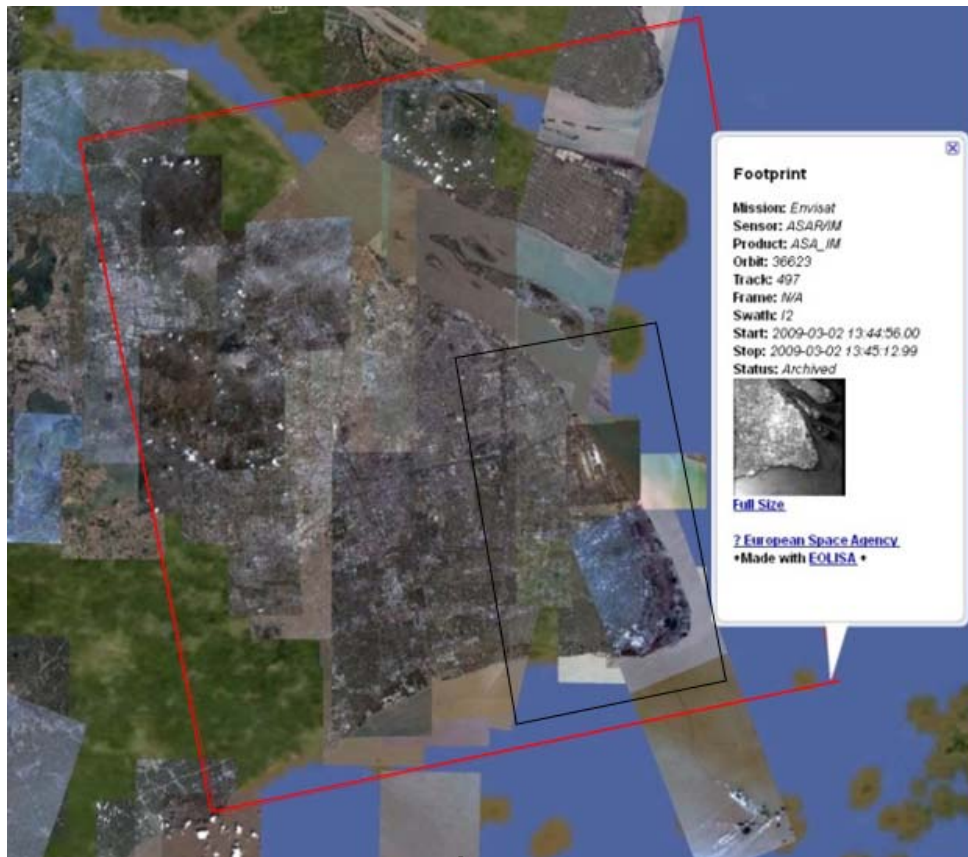 Footprint
Mission: Envisat
Sensor: ASAR/IM
Product: ASA_IM
Orbit: 36623
Track: 497
Frame: N/A
Swath: I2
Start: 2009-03-02 13:44:56.00
Stop: 2009-03-02 13:45:12.99
Status: Archived
Full Size
? European Space Agency
+Made with EOLISA +